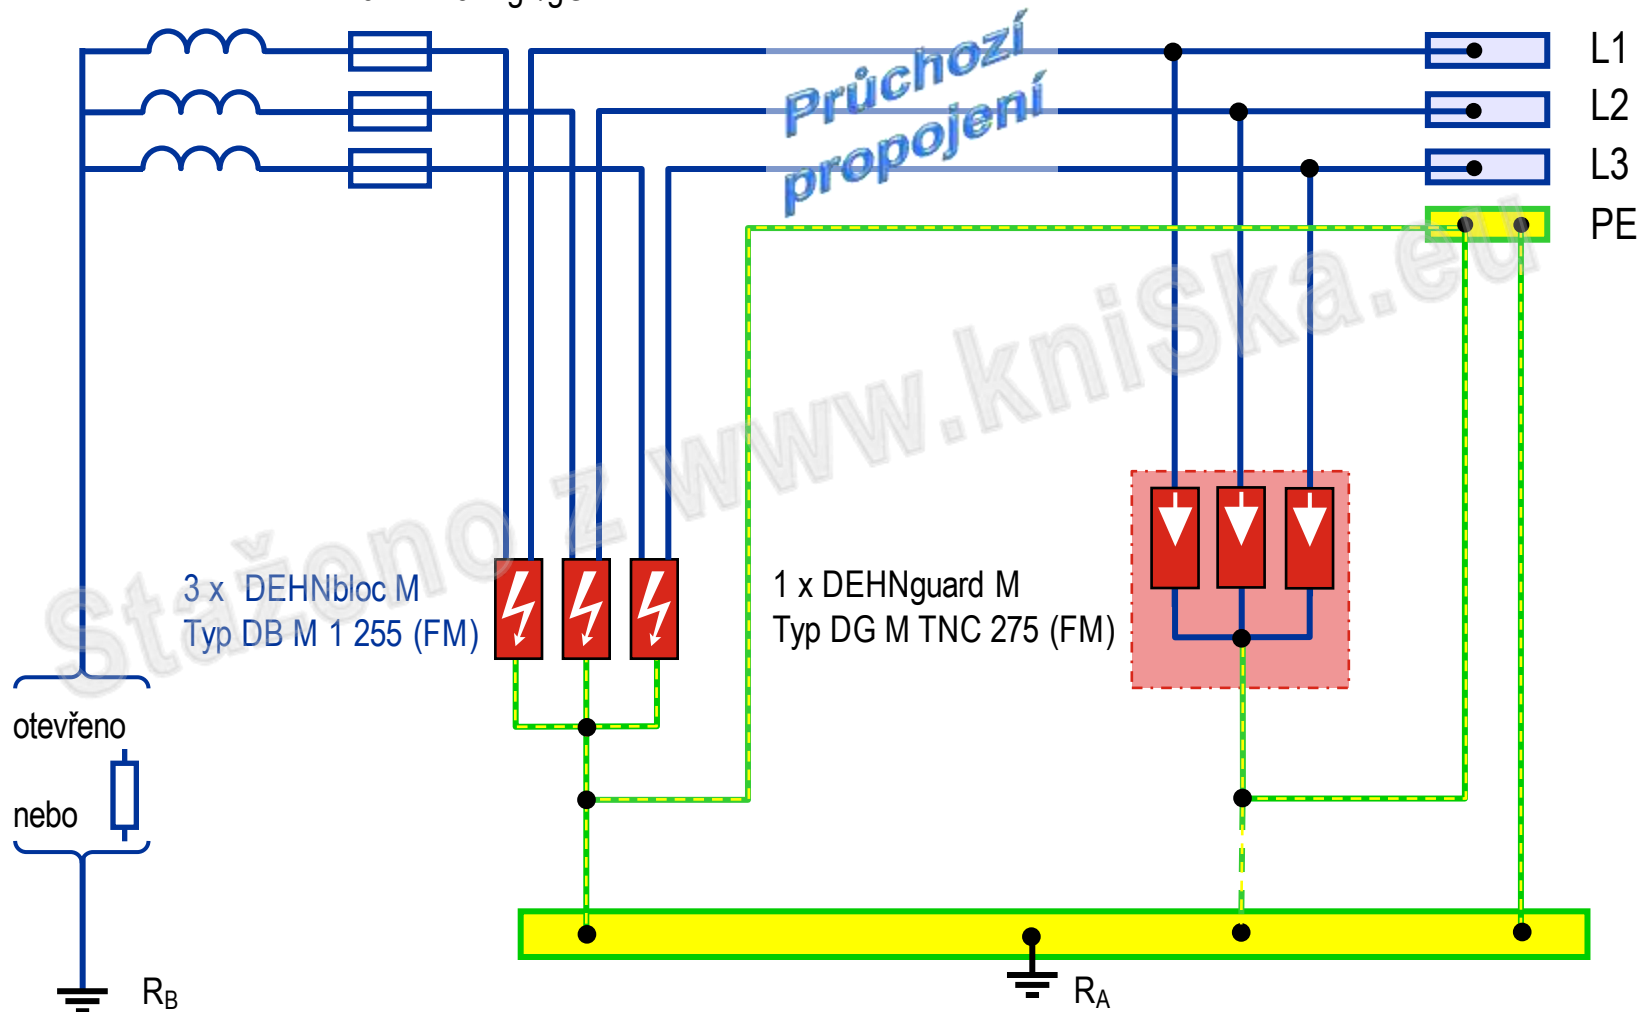 L1
Průchozí
propojení
L2
L3
PE
Staženo z www.kniSka.eu
3 x DEHNbloc M
Typ DB M 1 255 (FM)
1 x DEHNguard M
Typ DG M TNC 275 (FM)
otevřeno
nebo
RB
RA